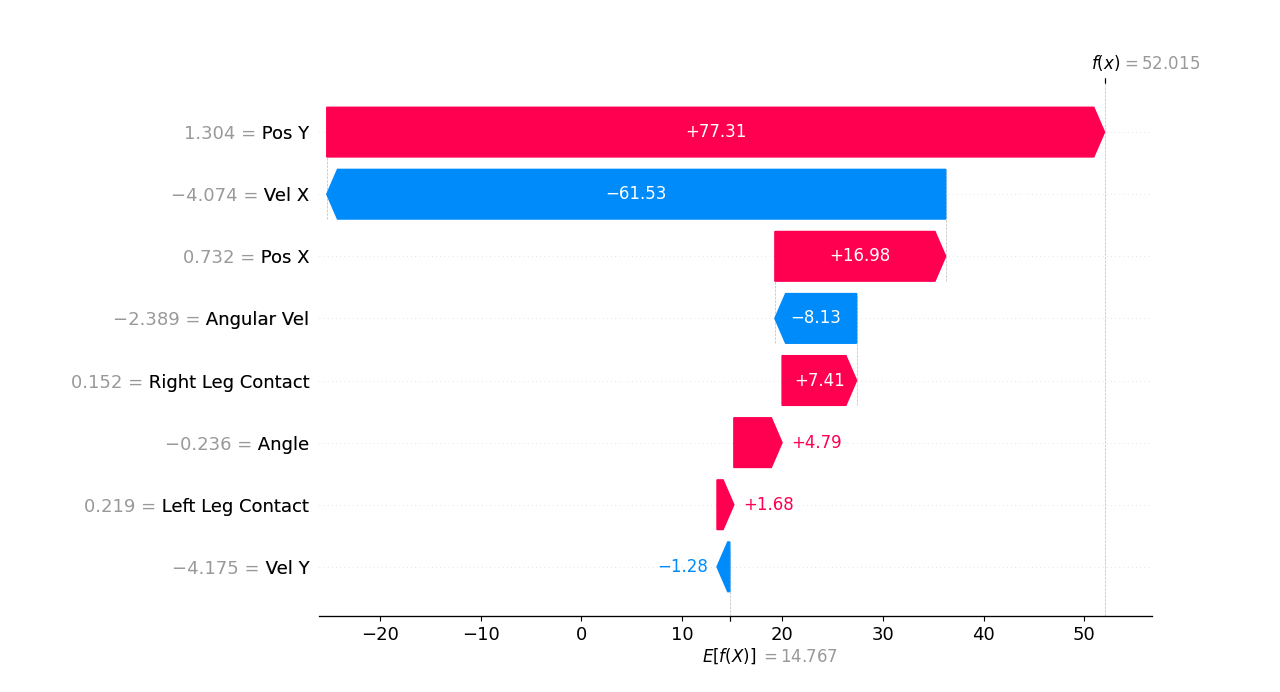 f(x) = 52.015
1.304 = Pos Y
+77.31
−4.074 = Vel X
−61.53
0.732 = Pos X
+16.98
−2.389 = Angular Vel
−8.13
0.152 = Right Leg Contact
+7.41
−0.236 = Angle
+4.79
0.219 = Left Leg Contact
+1.68
−4.175 = Vel Y
−1.28
−20 −10 0 10 20 30 40 50
E[f(X)] = 14.767